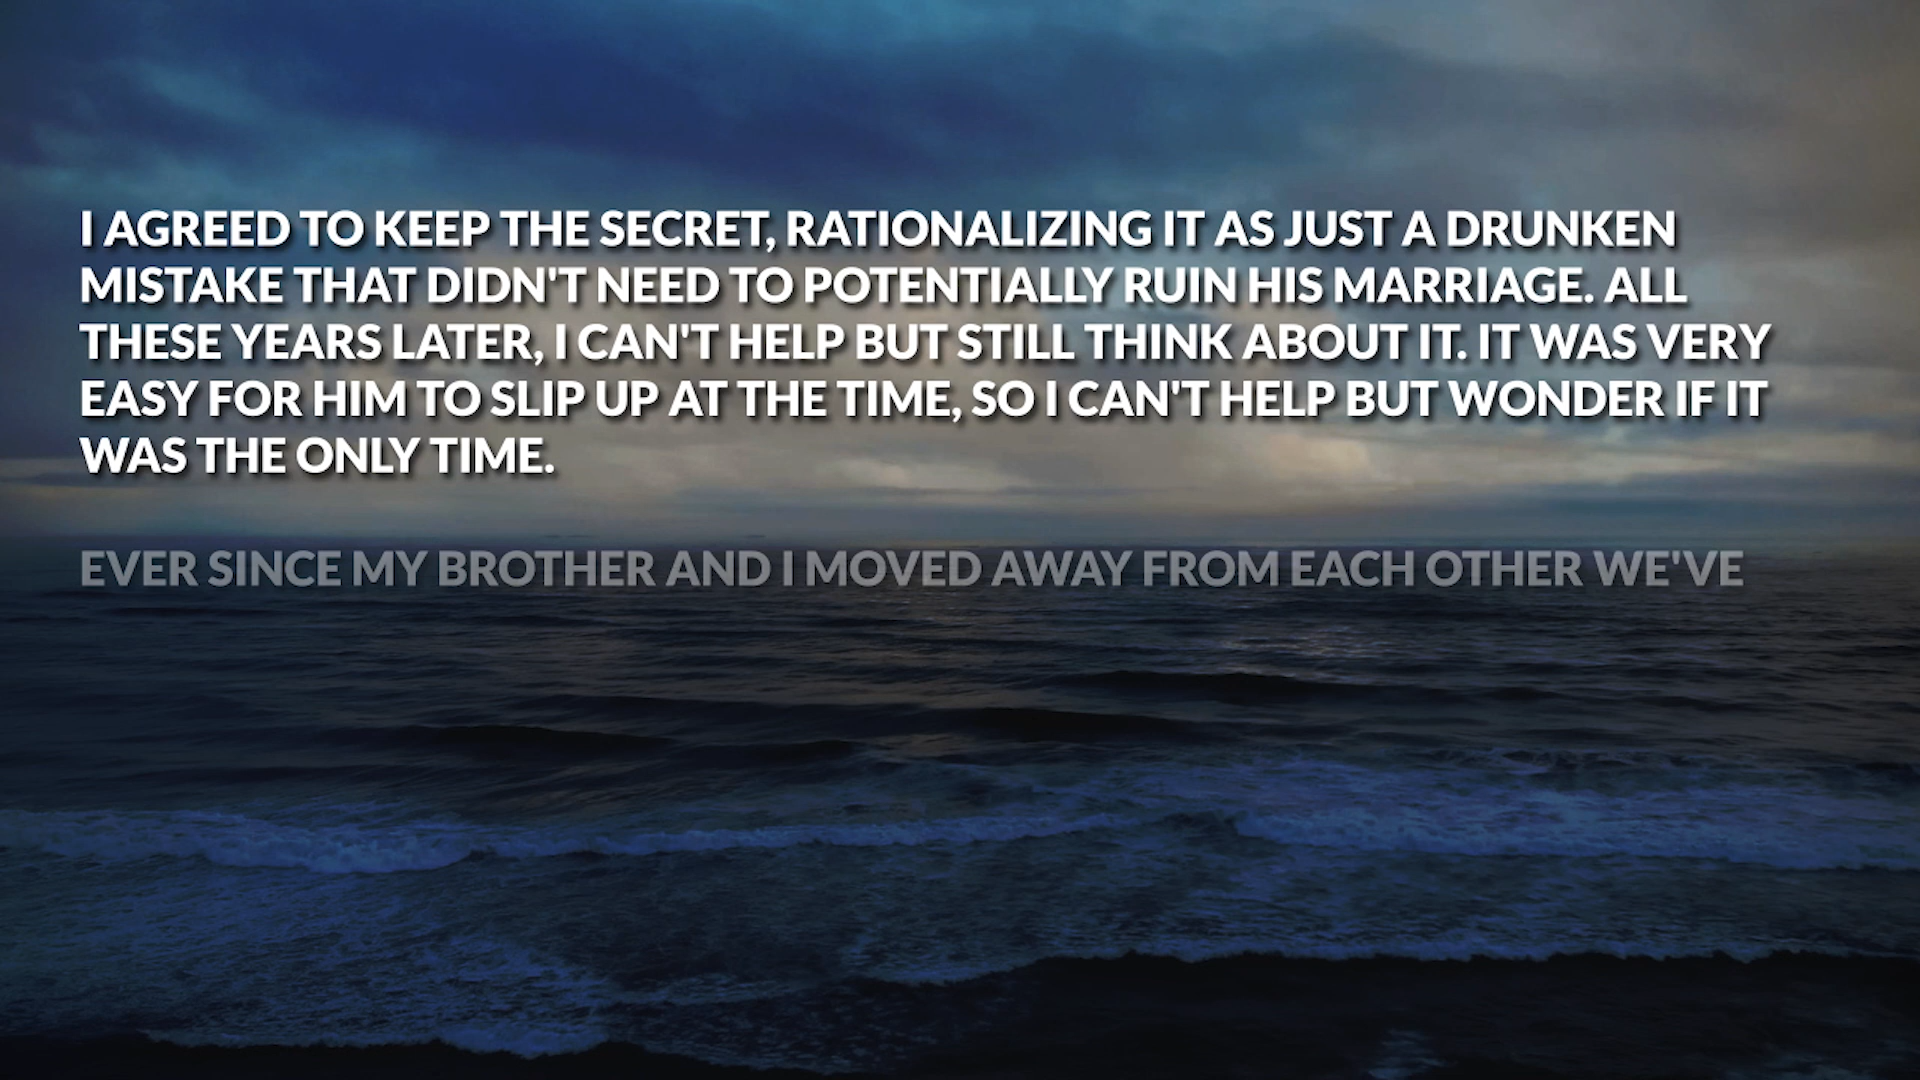 I AGREED TO KEEP THE SECRET, RATIONALIZING IT AS JUST A DRUNKEN
MISTAKE THAT DIDN'T NEED TO POTENTIALLY RUIN HIS MARRIAGE. ALL
THESE YEARS LATER, I CAN'T HELP BUT STILL THINK ABOUT IT. IT WAS VERY
EASY FOR HIM TO SLIP UP AT THE TIME, SO I CAN'T HELP BUT WONDER IF IT
WAS THE ONLY TIME.
EVER SINCE MY BROTHER AND I MOVED AWAY FROM EACH OTHER WE'VE